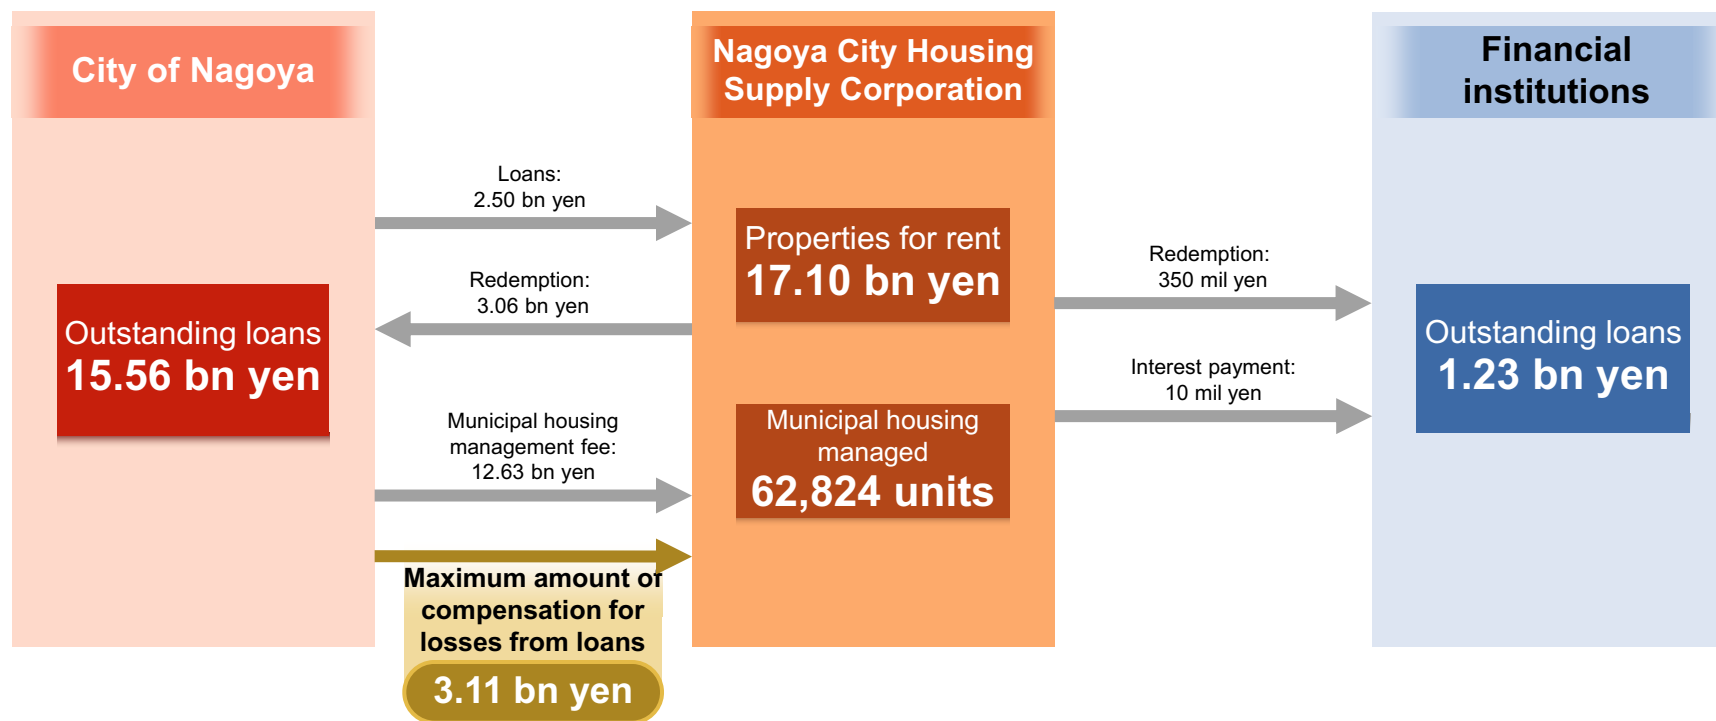 City of Nagoya
Nagoya City Housing
Supply Corporation
Financial
institutions
Loans:
2.50 bn yen
Redemption:
3.06 bn yen
Municipal housing
management fee:
12.63 bn yen
Maximum amount of
compensation for
losses from loans
3.11 bn yen
Outstanding loans
15.56 bn yen
Properties for rent
17.10 bn yen
Municipal housing
managed
62,824 units
Redemption:
350 mil yen
Interest payment:
10 mil yen
Outstanding loans
1.23 bn yen